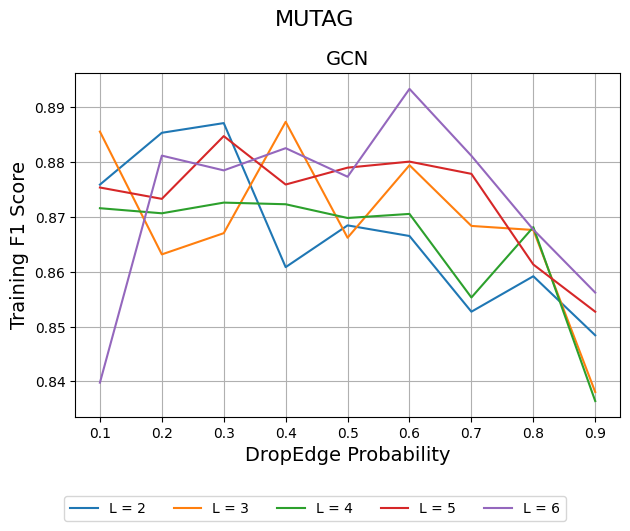 MUTAG
GCN
Training F1 Score
0.89
0.88
0.87
0.86
0.85
0.84
0.1 0.2 0.3 0.4 0.5 0.6 0.7 0.8 0.9
DropEdge Probability
L = 2 L = 3 L = 4 L = 5 L = 6